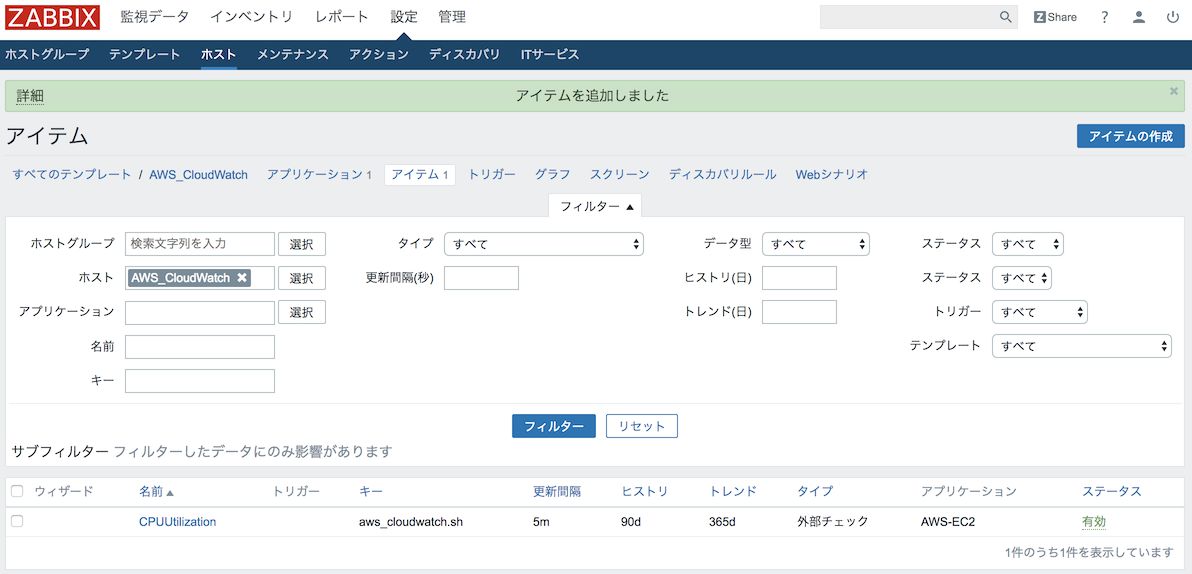 ZABBIX 監視データ インベントリ レポート 設定 管理 Z Share ?
ホストグループ テンプレート ホスト メンテナンス アクション ディスカバリ ITサービス
詳細 アイテムを追加しました ×
アイテム アイテムの作成
すべてのテンプレート / AWS_CloudWatch アプリケーション 1 アイテム 1 トリガー グラフ スクリーン ディスカバリルール Webシナリオ
フィルター ▲
ホストグループ 検索文字列を入力 選択 タイプ すべて データ型 すべて ステータス すべて
ホスト AWS_CloudWatch × 選択 更新間隔(秒) ヒストリ(日) ステータス すべて
アプリケーション 選択 トレンド(日) トリガー すべて
名前 テンプレート すべて
キー
フィルター リセット
サブフィルター フィルターしたデータにのみ影響があります
ウィザード 名前 ▲ トリガー キー 更新間隔 ヒストリ トレンド タイプ アプリケーション ステータス
CPUUtilization aws_cloudwatch.sh 5m 90d 365d 外部チェック AWS-EC2 有効
1件のうち1件を表示しています